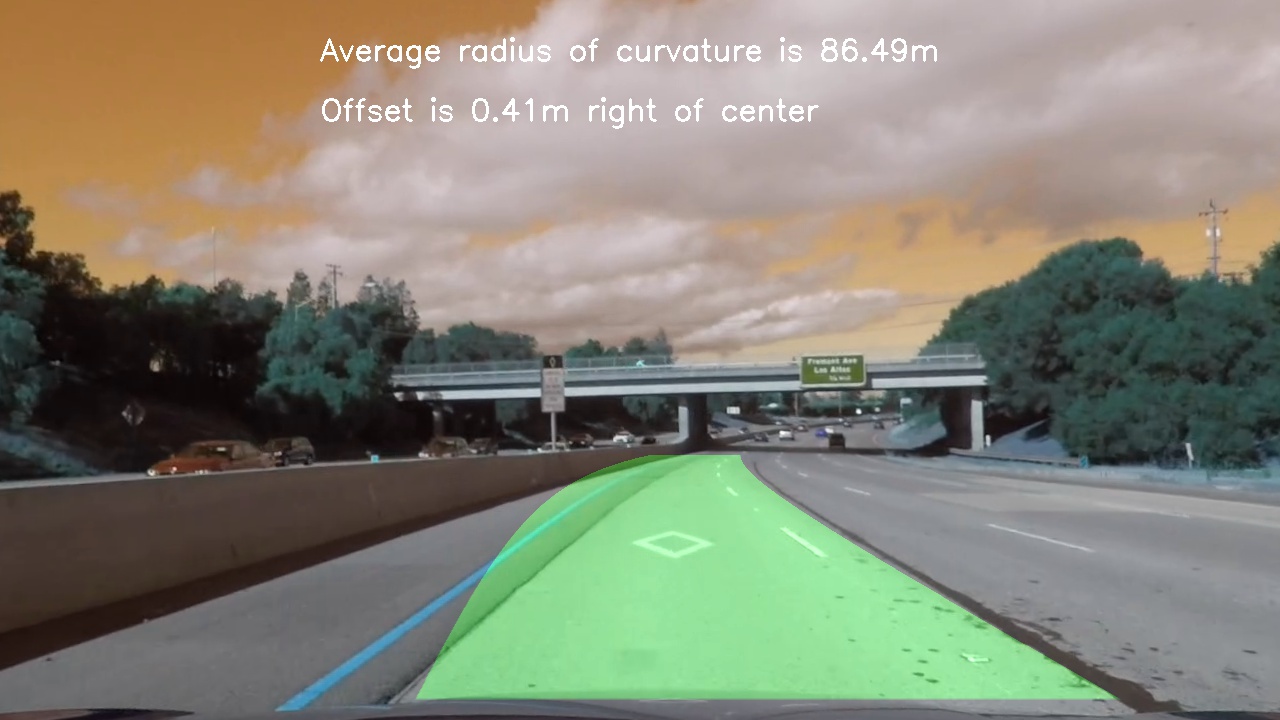 Average radius of curvature is 86.49m
Offset is 0.41m right of center
Fremont Ave
Los Altos